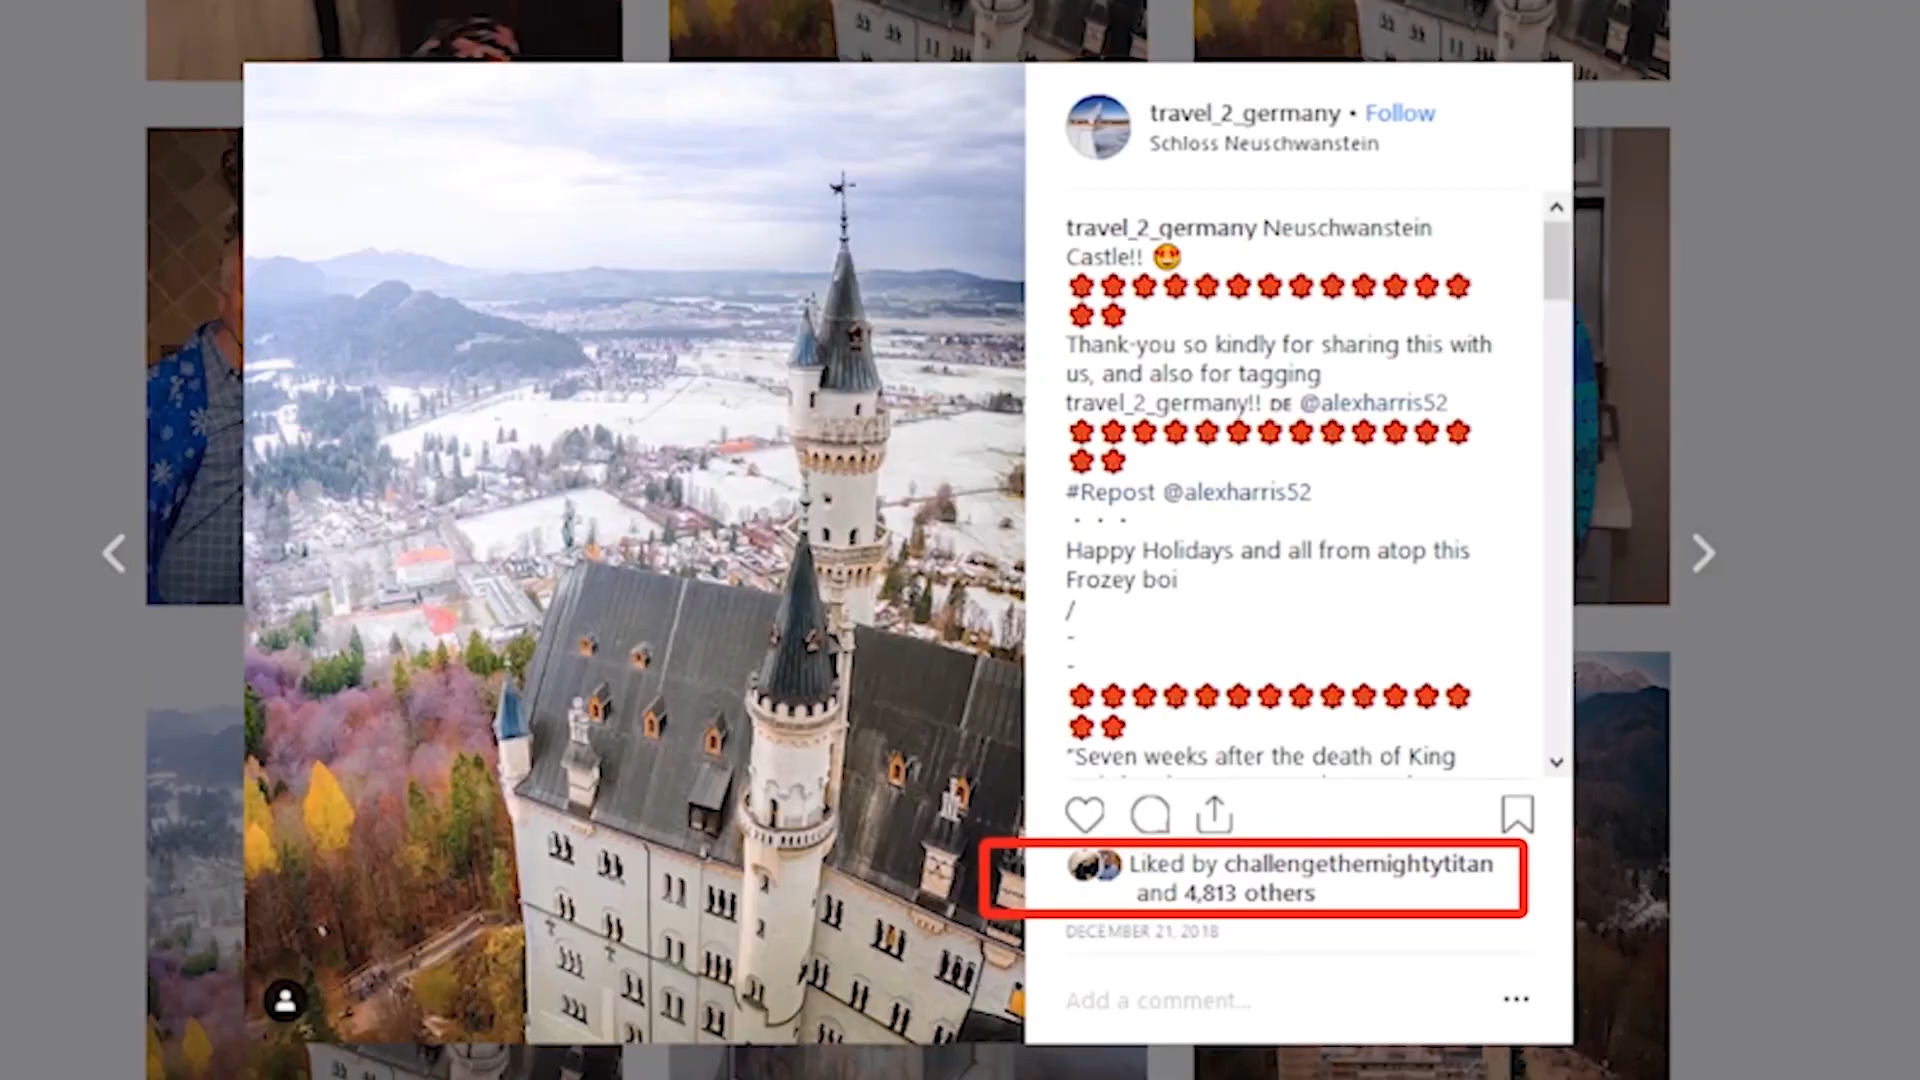 travel_2_germany • Follow
Schloss Neuschwanstein
travel_2_germany Neuschwanstein
Castle!!
Thank-you so kindly for sharing this with
us, and also for tagging
travel_2_germany!! DE @alexharris52
#Repost @alexharris52
· · ·
Happy Holidays and all from atop this
Frozey boi
/
-
-
"Seven weeks after the death of King
Liked by challengethemightytitan
and 4,813 others
DECEMBER 21, 2018
Add a comment...